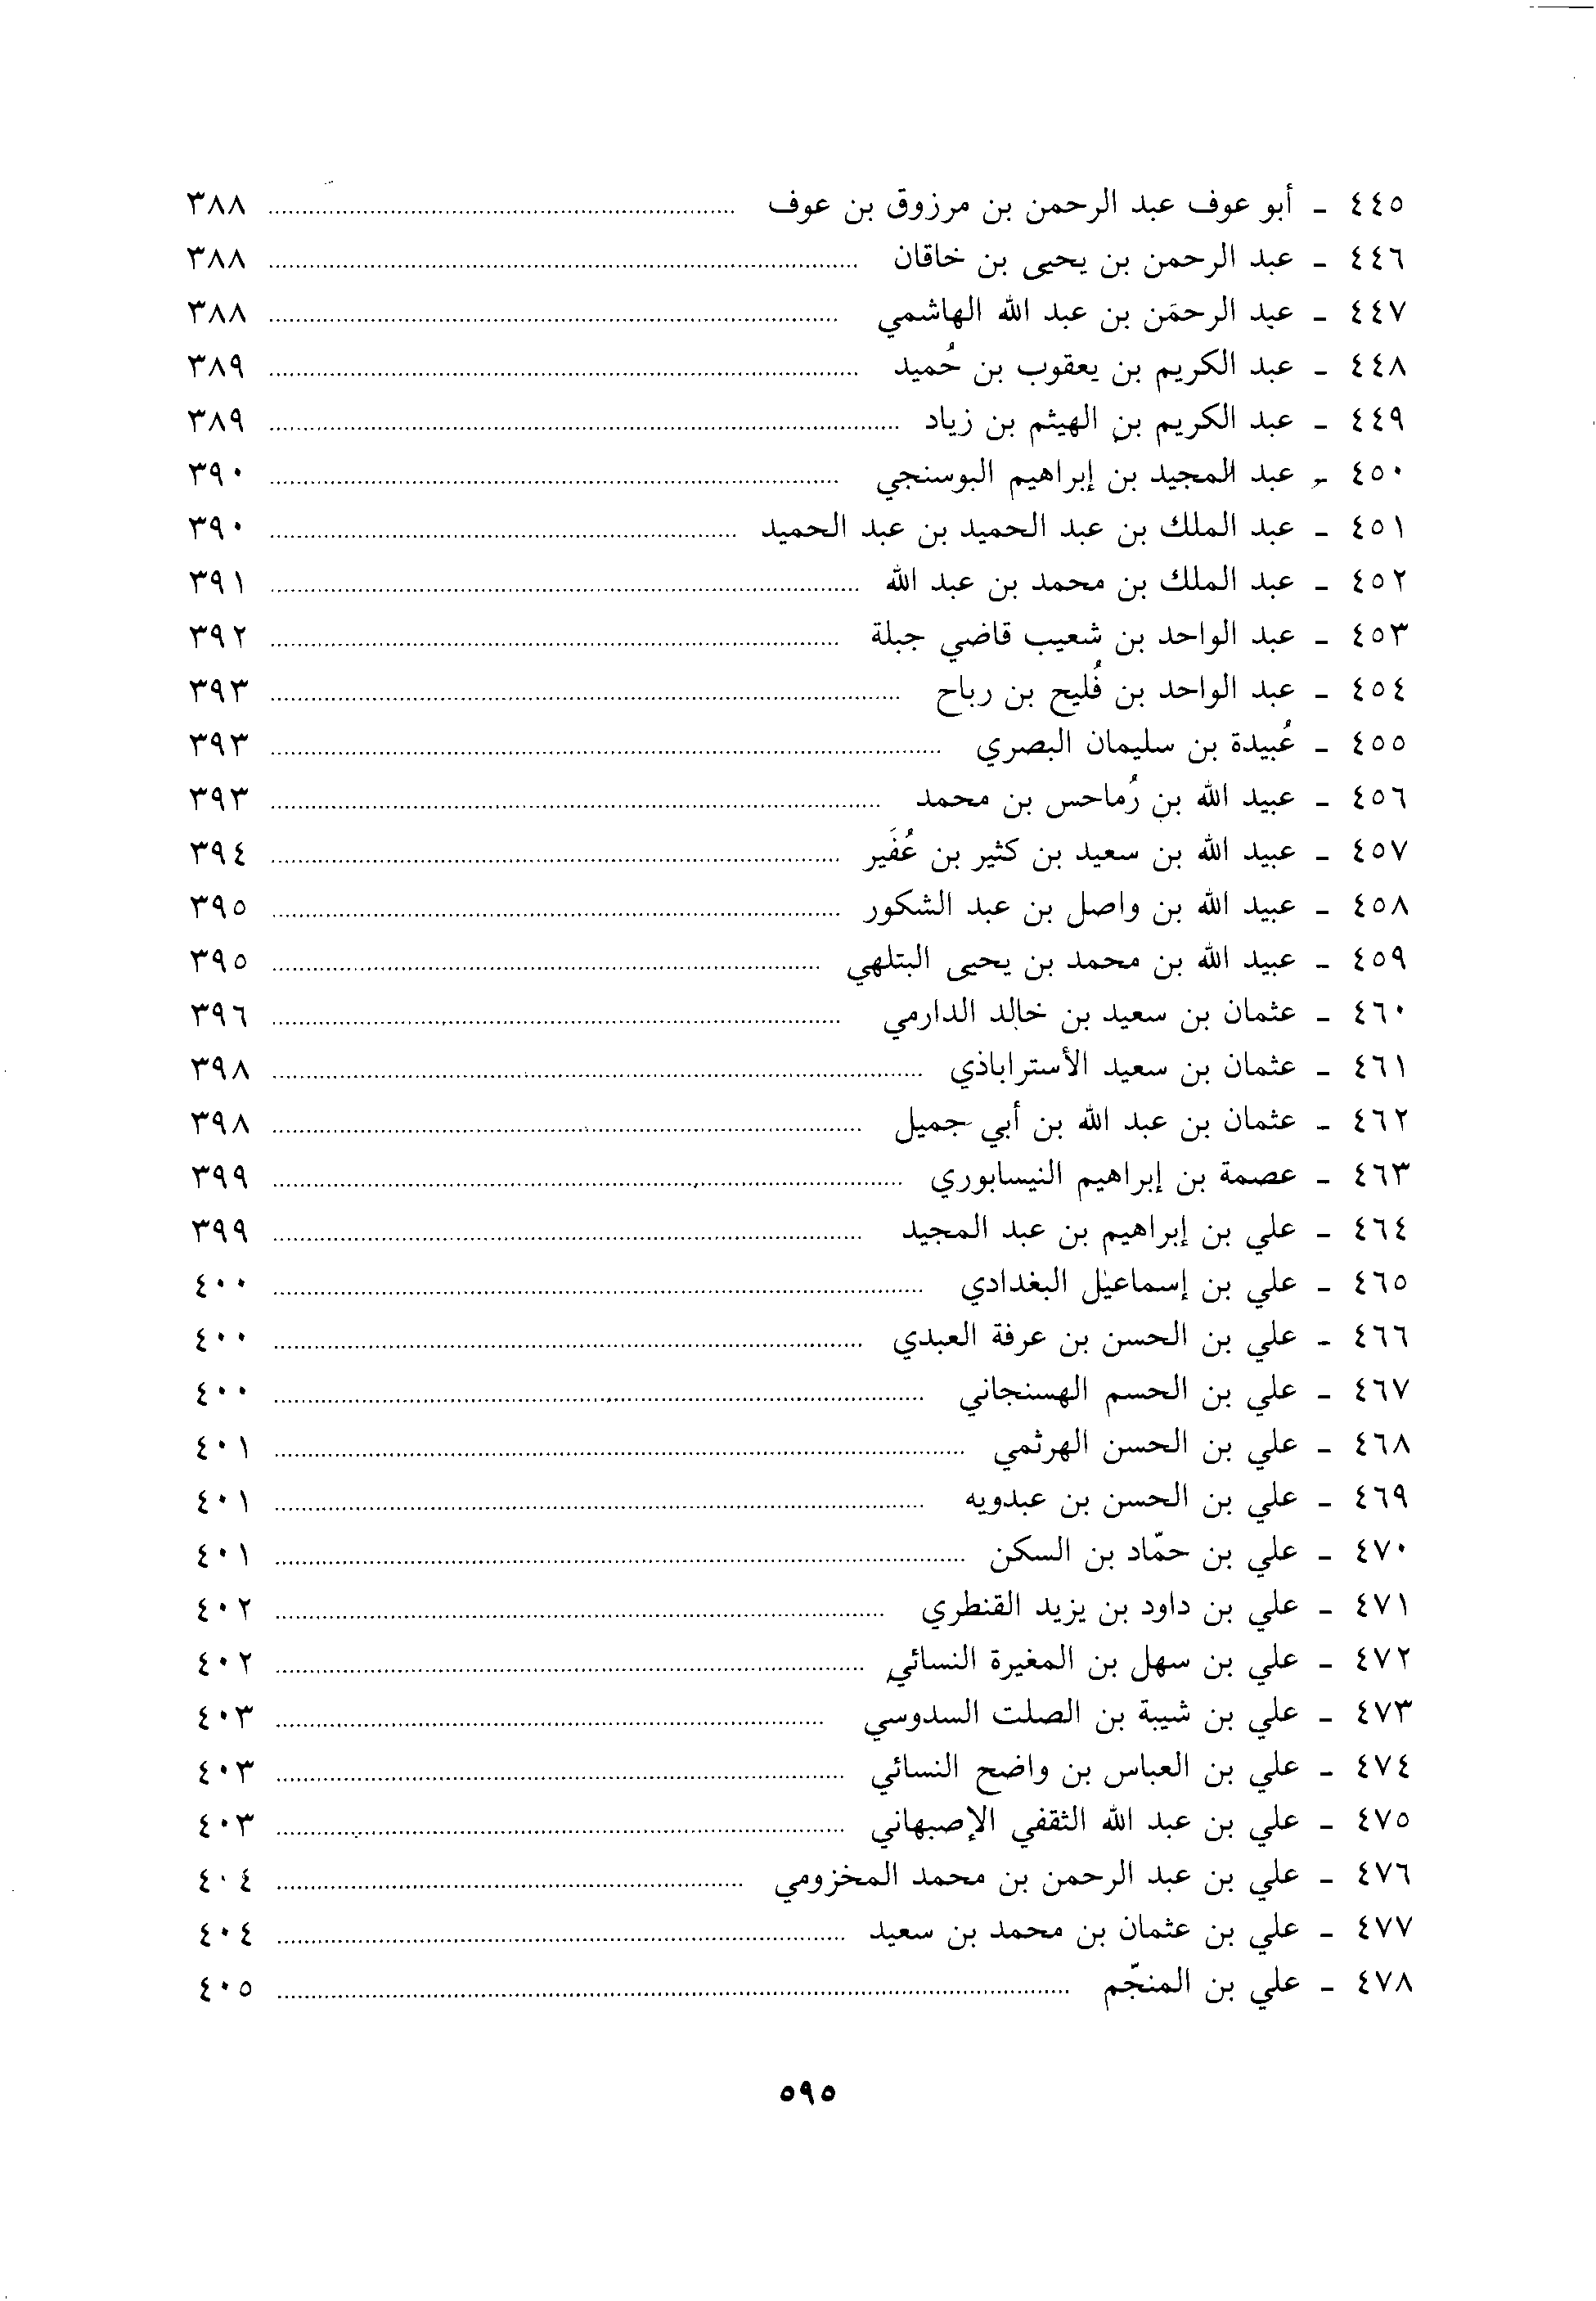 ٤٤٥ - أبو عوف عبد الرحمن بن مرزوق بن عوف ........ ٣٨٨
٤٤٦ - عبد الرحمن بن يحيى بن خاقان ........ ٣٨٨
٤٤٧ - عبد الرحمَن بن عبد الله الهاشمي ........ ٣٨٨
٤٤٨ - عبد الكريم بن يعقوب بن حُميد ........ ٣٨٩
٤٤٩ - عبد الكريم بن الهيثم بن زياد ........ ٣٨٩
٤٥٠ - عبد المجيد بن إبراهيم البوسنجي ........ ٣٩٠
٤٥١ - عبد الملك بن عبد الحميد بن عبد الحميد ........ ٣٩٠
٤٥٢ - عبد الملك بن محمد بن عبد الله ........ ٣٩١
٤٥٣ - عبد الواحد بن شعيب قاضي جبلة ........ ٣٩٢
٤٥٤ - عبد الواحد بن فُليح بن رباح ........ ٣٩٣
٤٥٥ - عُبيدة بن سليمان البصري ........ ٣٩٣
٤٥٦ - عبيد الله بن رُماحس بن محمد ........ ٣٩٣
٤٥٧ - عبيد الله بن سعيد بن كثير بن عُفَير ........ ٣٩٤
٤٥٨ - عبيد الله بن واصل بن عبد الشكور ........ ٣٩٥
٤٥٩ - عبيد الله بن محمد بن يحيى البتلهي ........ ٣٩٥
٤٦٠ - عثمان بن سعيد بن خالد الدارمي ........ ٣٩٦
٤٦١ - عثمان بن سعيد الأستراباذي ........ ٣٩٨
٤٦٢ - عثمان بن عبد الله بن أبي جميل ........ ٣٩٨
٤٦٣ - عصمة بن إبراهيم النيسابوري ........ ٣٩٩
٤٦٤ - علي بن إبراهيم بن عبد المجيد ........ ٣٩٩
٤٦٥ - علي بن إسماعيل البغدادي ........ ٤٠٠
٤٦٦ - علي بن الحسن بن عرفة العبدي ........ ٤٠٠
٤٦٧ - علي بن الحسم الهسنجاني ........ ٤٠٠
٤٦٨ - علي بن الحسن الهرثمي ........ ٤٠١
٤٦٩ - علي بن الحسن بن عبدويه ........ ٤٠١
٤٧٠ - علي بن حمّاد بن السكن ........ ٤٠١
٤٧١ - علي بن داود بن يزيد القنطري ........ ٤٠٢
٤٧٢ - علي بن سهل بن المغيرة النسائي ........ ٤٠٢
٤٧٣ - علي بن شيبة بن الصلت السدوسي ........ ٤٠٣
٤٧٤ - علي بن العباس بن واضح النسائي ........ ٤٠٣
٤٧٥ - علي بن عبد الله الثقفي الإصبهاني ........ ٤٠٣
٤٧٦ - علي بن عبد الرحمن بن محمد المخزومي ........ ٤٠٤
٤٧٧ - علي بن عثمان بن محمد بن سعيد ........ ٤٠٤
٤٧٨ - علي بن المنجّم ........ ٤٠٥
٥٩٥